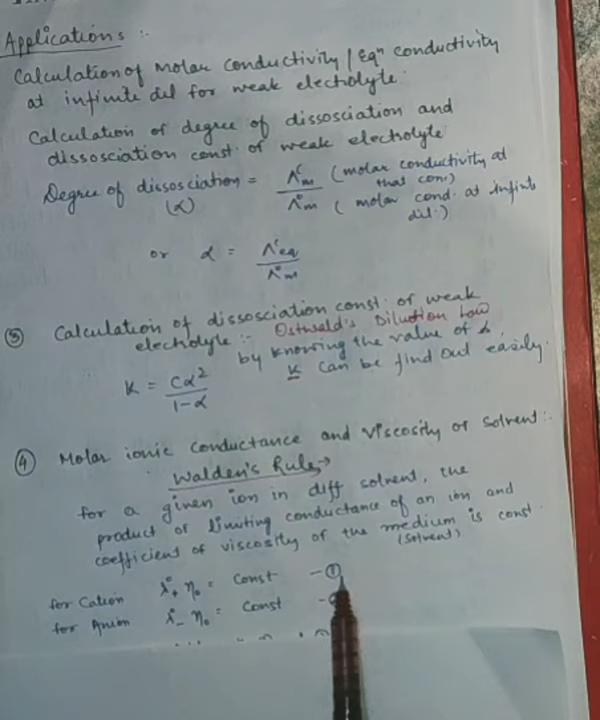 Applications :-
Calculation of Molar conductivity / Eqⁿ conductivity
at infinite dil for weak electrolyte.
Calculation of degree of dissosciation and
dissosciation const. of weak electrolyte
Degree of dissosciation = Λᶜm (molar conductivity at that conc)
(α) Λ°m ( molar cond. at infinite dil.)
or α = Λᶜeq / Λ°m
③ Calculation of dissosciation const. of weak
electrolyte :- Ostwald's Dilution Law
by knowing the value of α,
K = Cα² / 1-α K can be find out easily.
④ Molar ionic conductance and viscosity of solvent :-
Walden's Rule →
for a given ion in diff solvent, the
product of limiting conductance of an ion and
coefficient of viscosity of the medium is const.
(solvent)
for Cation λ°₊ η₀ = Const —①
for Anion λ°₋ η₀ = Const